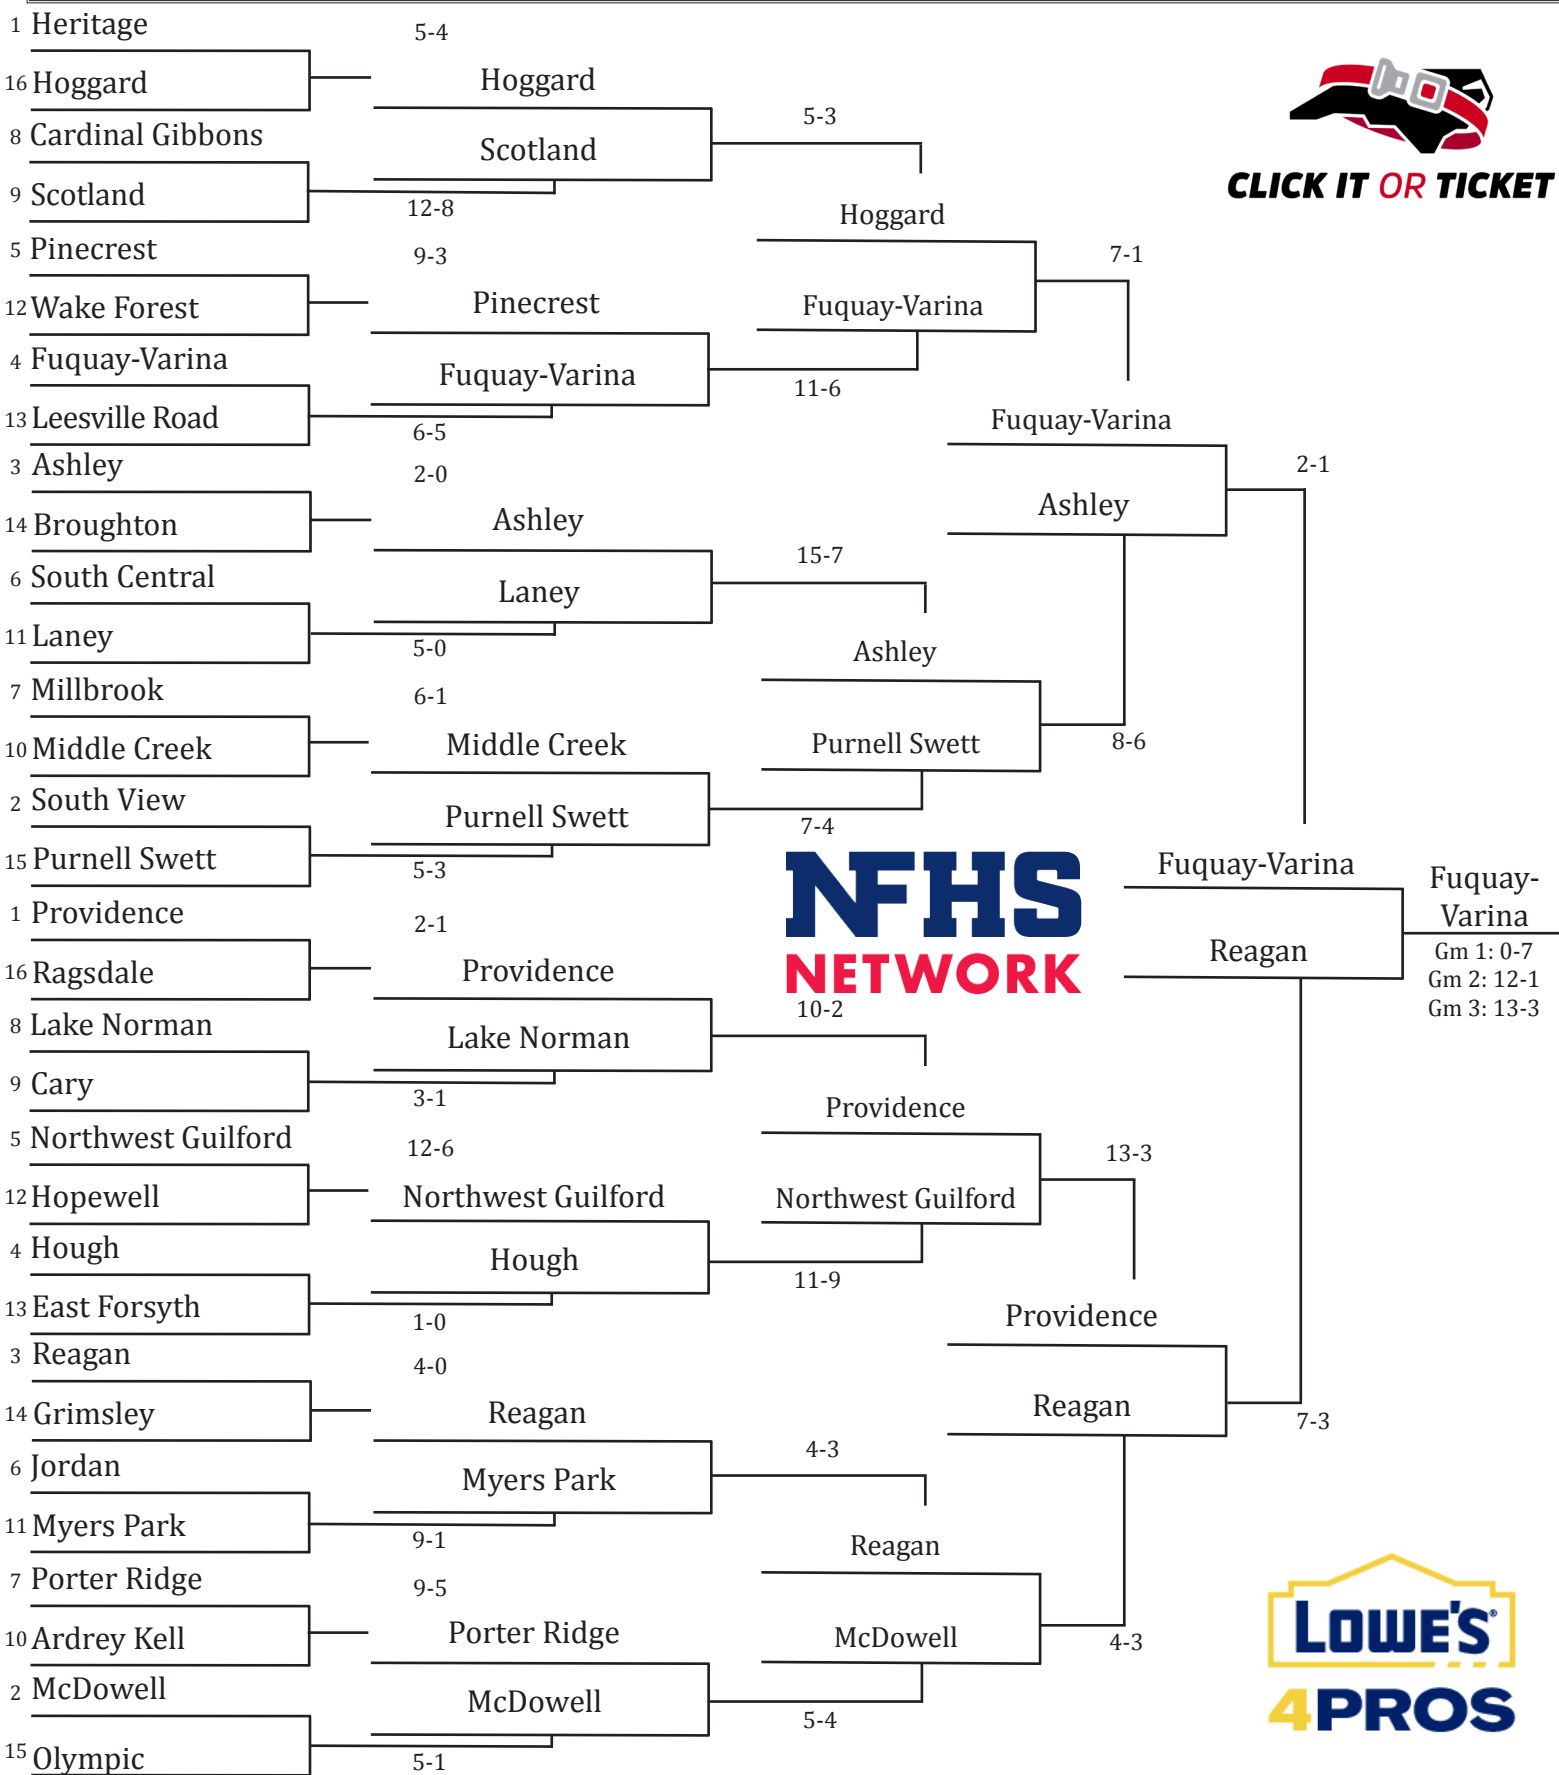 1 Heritage
5-4
16 Hoggard
Hoggard
8 Cardinal Gibbons
5-3
Scotland
9 Scotland
12-8
CLICK IT OR TICKET
Hoggard
5 Pinecrest
9-3
7-1
12 Wake Forest
Pinecrest
Fuquay-Varina
4 Fuquay-Varina
Fuquay-Varina
11-6
13 Leesville Road
6-5
Fuquay-Varina
3 Ashley
2-0
2-1
14 Broughton
Ashley
Ashley
15-7
6 South Central
Laney
11 Laney
5-0
Ashley
7 Millbrook
6-1
10 Middle Creek
Middle Creek
Purnell Swett
8-6
2 South View
Purnell Swett
7-4
15 Purnell Swett
5-3
NFHS
NETWORK
Fuquay-Varina
Fuquay-
Varina
1 Providence
2-1
Reagan
Gm 1: 0-7
Gm 2: 12-1
Gm 3: 13-3
16 Ragsdale
Providence
10-2
8 Lake Norman
Lake Norman
9 Cary
3-1
Providence
5 Northwest Guilford
12-6
13-3
12 Hopewell
Northwest Guilford
Northwest Guilford
4 Hough
Hough
11-9
13 East Forsyth
1-0
Providence
3 Reagan
4-0
14 Grimsley
Reagan
Reagan
7-3
4-3
6 Jordan
Myers Park
11 Myers Park
9-1
Reagan
7 Porter Ridge
9-5
10 Ardrey Kell
Porter Ridge
McDowell
4-3
2 McDowell
McDowell
5-4
15 Olympic
5-1
LOWE'S®
4PROS